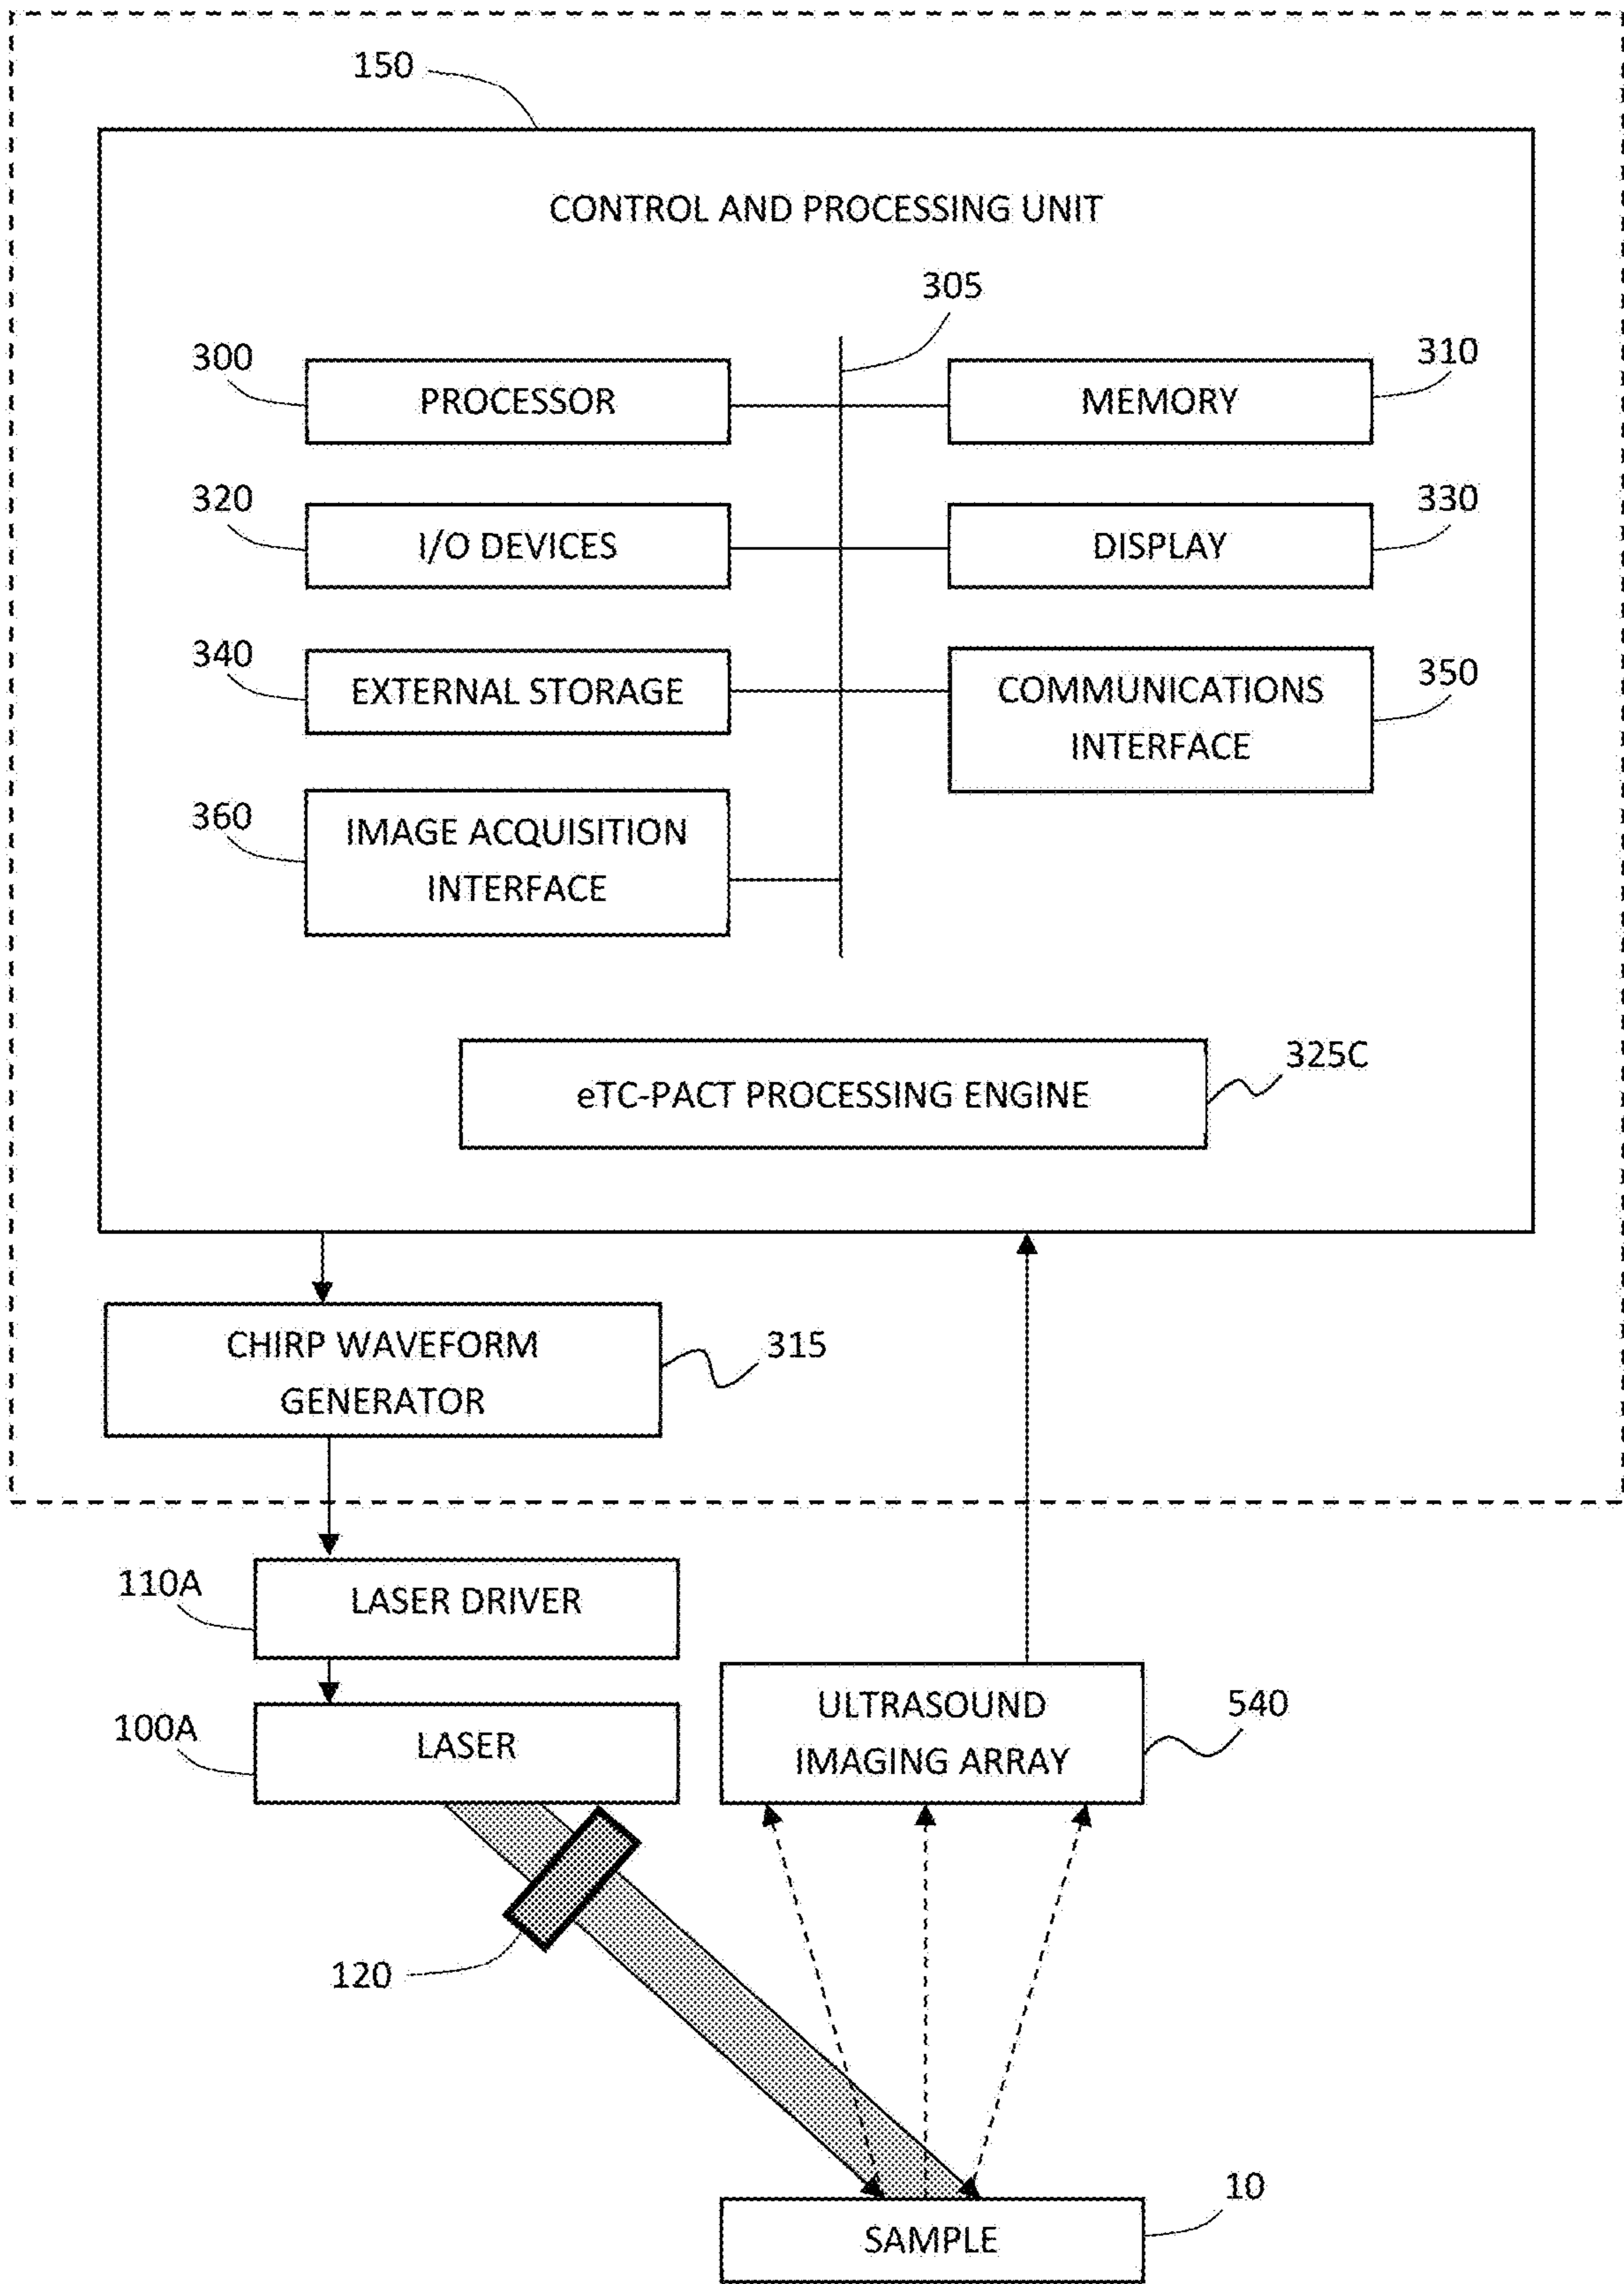 150
CONTROL AND PROCESSING UNIT
305
300
PROCESSOR
MEMORY
310
320
I/O DEVICES
DISPLAY
330
340
EXTERNAL STORAGE
COMMUNICATIONS
INTERFACE
350
360
IMAGE ACQUISITION
INTERFACE
eTC-PACT PROCESSING ENGINE
325C
CHIRP WAVEFORM
GENERATOR
315
110A
LASER DRIVER
100A
LASER
ULTRASOUND
IMAGING ARRAY
540
120
10
SAMPLE